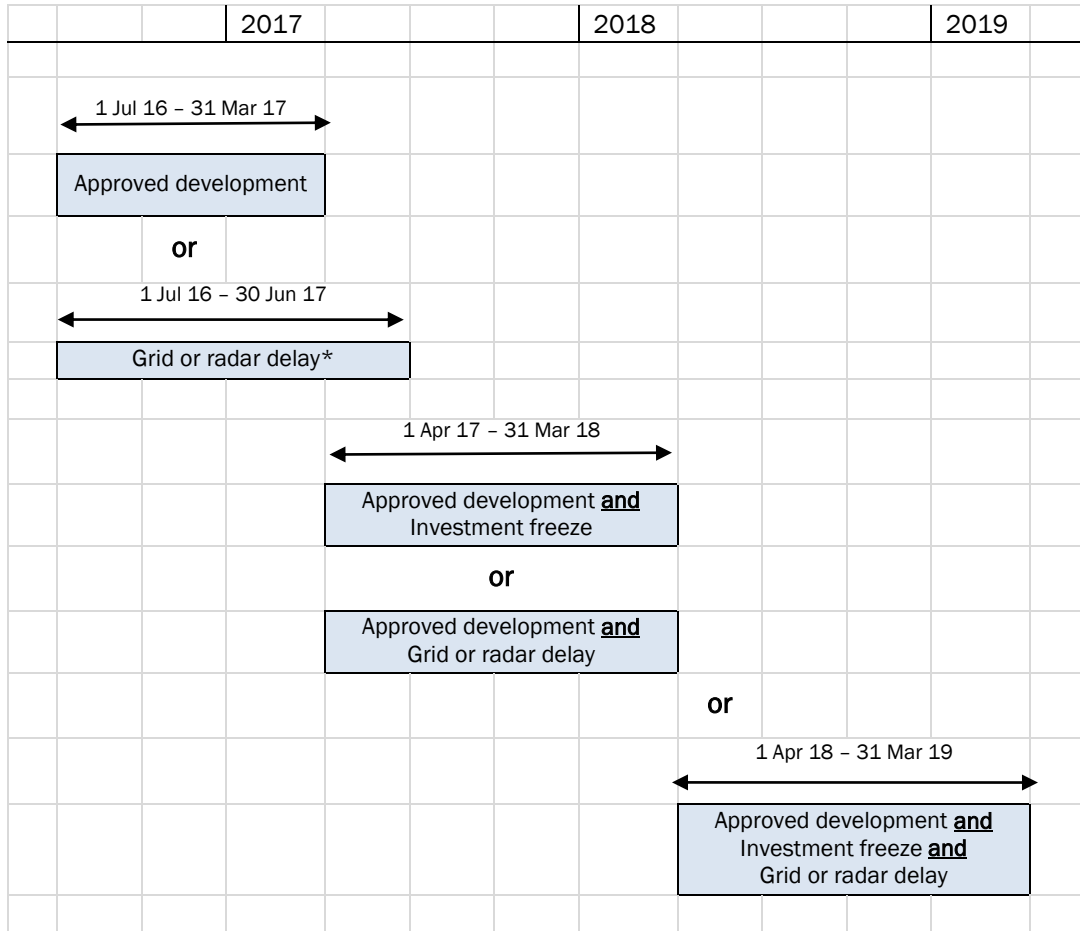 2017 2018 2019
1 Jul 16 – 31 Mar 17
Approved development
or
1 Jul 16 – 30 Jun 17
Grid or radar delay*
1 Apr 17 – 31 Mar 18
Approved development and
Investment freeze
or
Approved development and
Grid or radar delay
or
1 Apr 18 – 31 Mar 19
Approved development and
Investment freeze and
Grid or radar delay